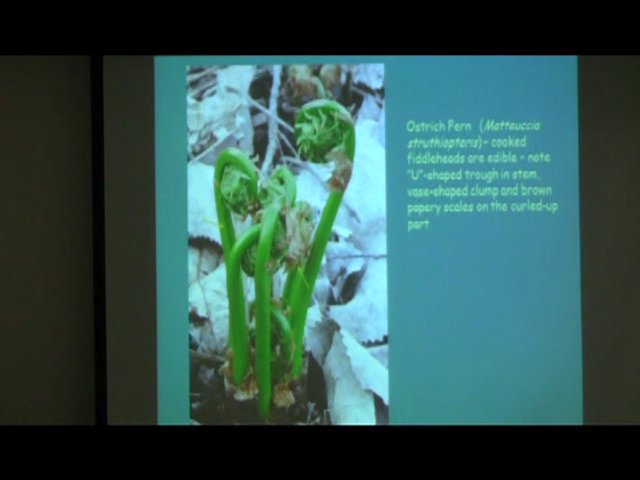 Ostrich Fern (Matteuccia
struthiopteris)- cooked
fiddleheads are edible - note
"U"-shaped trough in stem,
vase-shaped clump and brown
papery scales on the curled-up
part